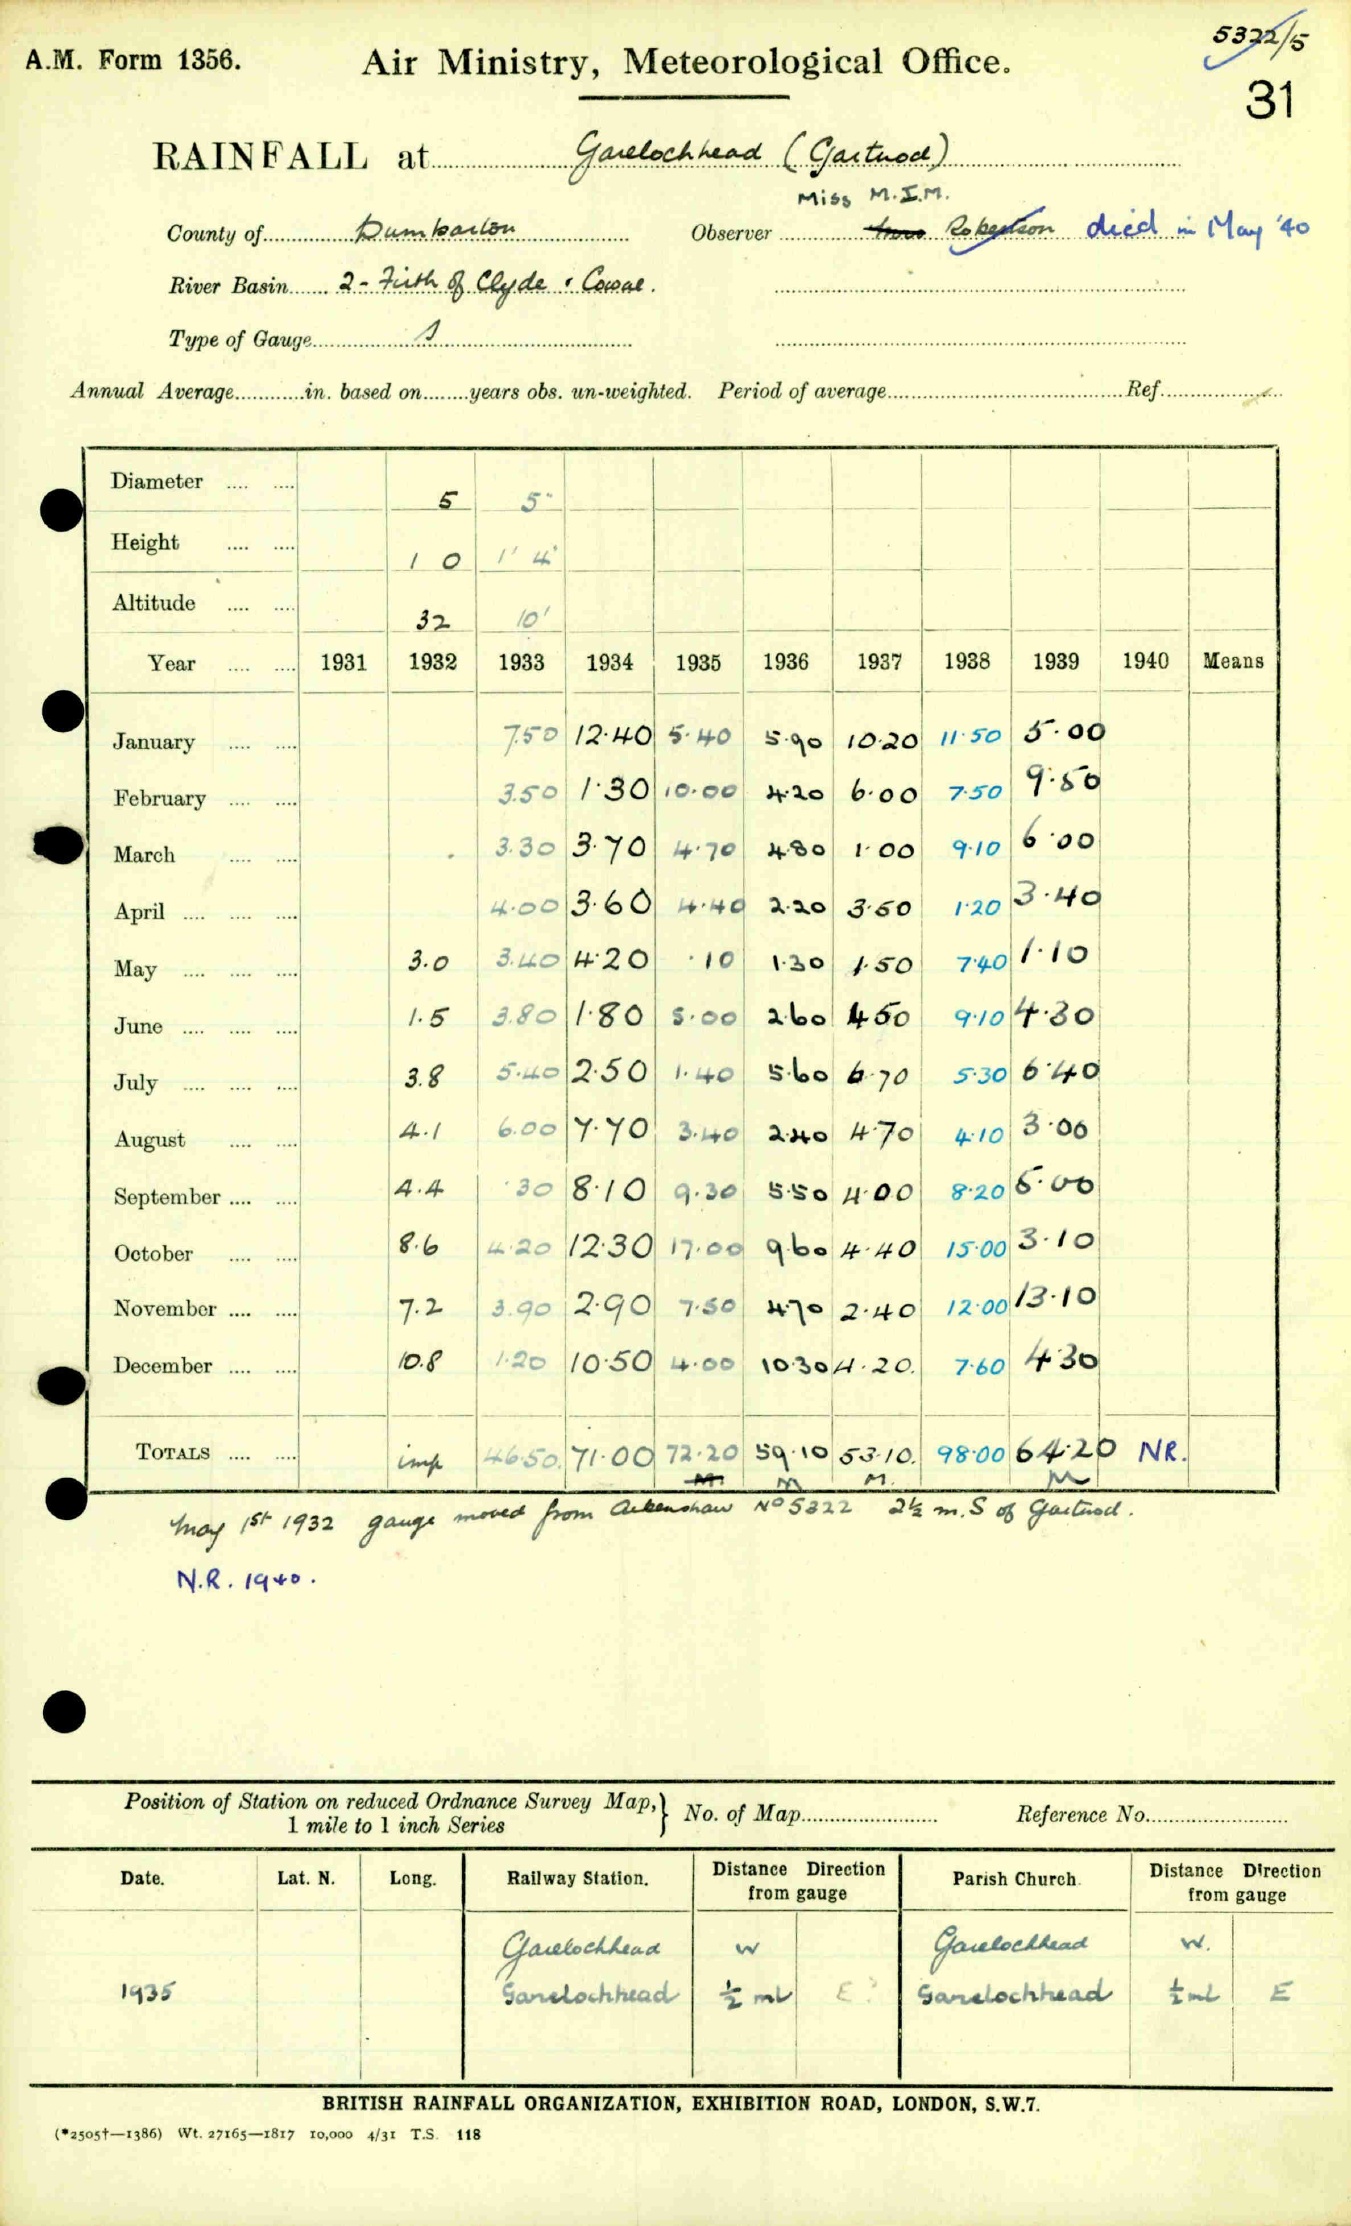 5322/5
A.M. Form 1356. Air Ministry, Meteorological Office.
31
RAINFALL at Garelochhead (Gartnod)
Miss M.I.M.
County of Dumbarton Observer Robertson died in May '40
River Basin 2 - Firth of Clyde & Cowal.
Type of Gauge S
Annual Average in. based on years obs. un-weighted. Period of average Ref.
Diameter 5 5"
Height 1 0 1' 4"
Altitude 32 10'
Year 1931 1932 1933 1934 1935 1936 1937 1938 1939 1940 Means
January 7.50 12.40 5.40 5.90 10.20 11.50 5.00
February 3.50 1.30 10.00 4.20 6.00 7.50 9.50
March 3.30 3.70 4.70 4.80 1.00 9.10 6.00
April 4.00 3.60 4.40 2.20 3.50 1.20 3.40
May 3.0 3.40 4.20 .10 1.30 1.50 7.40 1.10
June 1.5 3.80 1.80 5.00 2.60 4.50 9.10 4.30
July 3.8 5.40 2.50 1.40 5.60 6.70 5.30 6.40
August 4.1 6.00 7.70 3.40 2.40 4.70 4.10 3.00
September 4.4 .30 8.10 9.30 5.50 4.00 8.20 5.00
October 8.6 4.20 12.30 17.00 9.60 4.40 15.00 3.10
November 7.2 3.90 2.90 7.50 4.70 2.40 12.00 13.10
December 10.8 1.20 10.50 4.00 10.30 4.20. 7.60 4.30
TOTALS imp 46.50. 71.00 72.20 59.10 53.10. 98.00 64.20 NR.
M M M. M
May 1st 1932 gauge moved from Arkenshaw No 5322 2½ m. S of Gartnod.
N.R. 1940.
Position of Station on reduced Ordnance Survey Map,} No. of Map Reference No.
1 mile to 1 inch Series
Date. Lat. N. Long. Railway Station. Distance Direction Parish Church. Distance Direction
from gauge from gauge
Garelochhead W Garelochhead W.
1935 Garelochhead ½ ml E? Garelochhead ½ ml E
BRITISH RAINFALL ORGANIZATION, EXHIBITION ROAD, LONDON, S.W.7.
(*2505†—1386) Wt. 27165—1817 10,000 4/31 T.S. 118